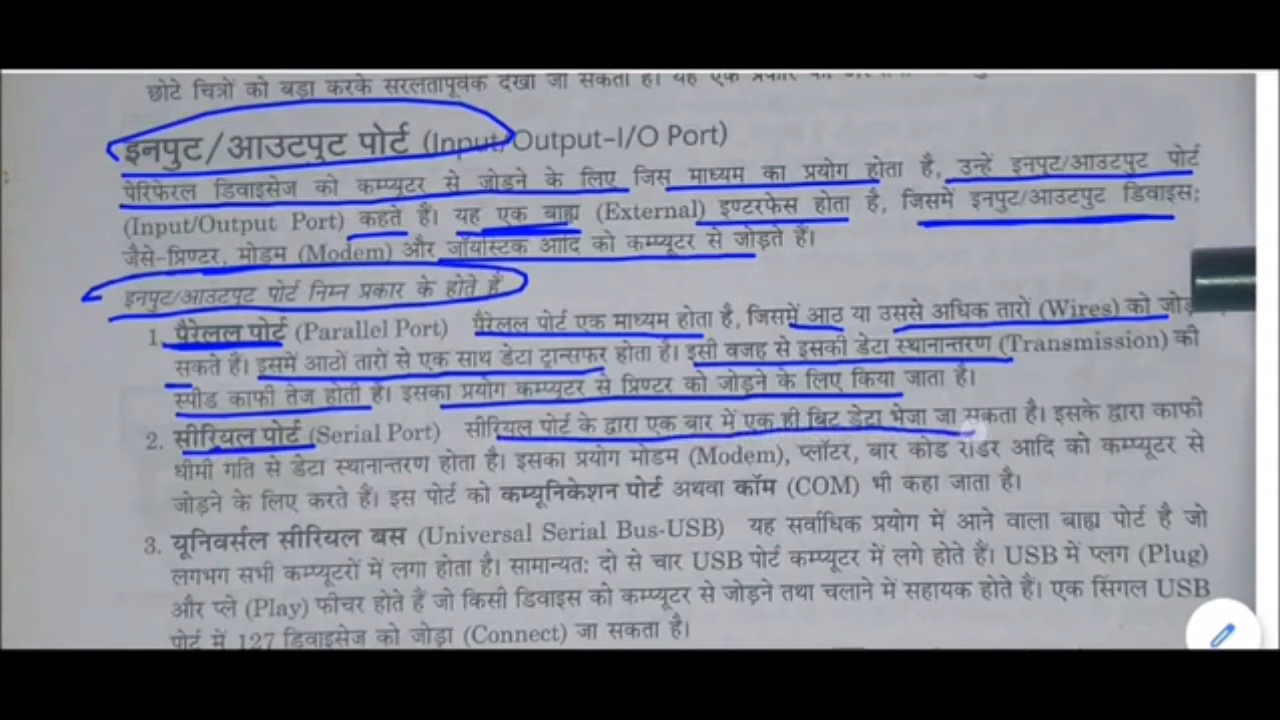 छोटे चित्रों को बड़ा करके सरलतापूर्वक देखा जा सकता है। यह एक प्रकार
इनपुट/आउटपुट पोर्ट (Input/Output-I/O Port)
पेरिफेरल डिवाइसेज को कम्प्यूटर से जोड़ने के लिए जिस माध्यम का प्रयोग होता है, उन्हें इनपुट/आउटपुट पोर्ट
(Input/Output Port) कहते हैं। यह एक बाह्य (External) इण्टरफेस होता है, जिसमें इनपुट/आउटपुट डिवाइस;
जैसे-प्रिण्टर, मोडम (Modem) और जॉयस्टिक आदि को कम्प्यूटर से जोड़ते हैं।
इनपुट/आउटपुट पोर्ट निम्न प्रकार के होते हैं
1. पैरेलल पोर्ट (Parallel Port) पैरेलल पोर्ट एक माध्यम होता है, जिसमें आठ या उससे अधिक तारों (Wires) को जोड़
सकते हैं। इसमें आठों तारों से एक साथ डेटा ट्रान्सफर होता है। इसी वजह से इसकी डेटा स्थानान्तरण (Transmission) की
स्पीड काफी तेज होती है। इसका प्रयोग कम्प्यूटर से प्रिण्टर को जोड़ने के लिए किया जाता है।
2. सीरियल पोर्ट (Serial Port) सीरियल पोर्ट के द्वारा एक बार में एक ही बिट डेटा भेजा जा सकता है। इसके द्वारा काफी
धीमी गति से डेटा स्थानान्तरण होता है। इसका प्रयोग मोडम (Modem), प्लॉटर, बार कोड रीडर आदि को कम्प्यूटर से
जोड़ने के लिए करते हैं। इस पोर्ट को कम्यूनिकेशन पोर्ट अथवा कॉम (COM) भी कहा जाता है।
3. यूनिवर्सल सीरियल बस (Universal Serial Bus-USB) यह सर्वाधिक प्रयोग में आने वाला बाह्य पोर्ट है जो
लगभग सभी कम्प्यूटरों में लगा होता है। सामान्यत: दो से चार USB पोर्ट कम्प्यूटर में लगे होते हैं। USB में प्लग (Plug)
और प्ले (Play) फीचर होते हैं जो किसी डिवाइस को कम्प्यूटर से जोड़ने तथा चलाने में सहायक होते हैं। एक सिंगल USB
पोर्ट में 127 डिवाइसेज को जोड़ा (Connect) जा सकता है।